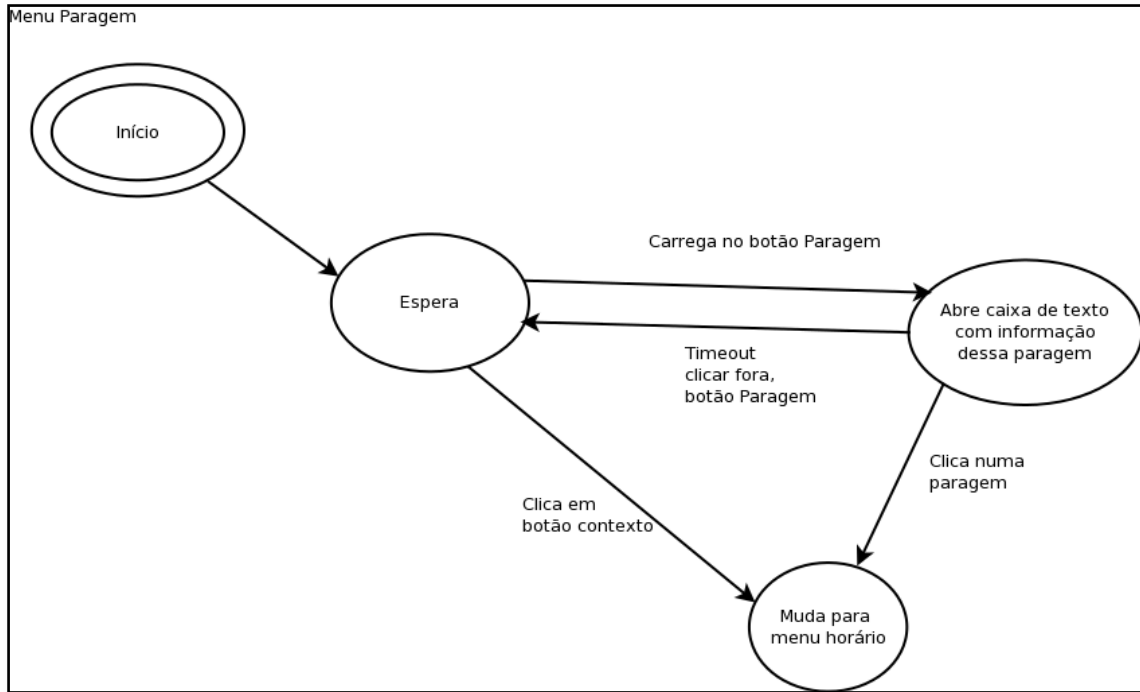 Menu Paragem
Início
Carrega no botão Paragem
Espera
Abre caixa de texto
com informação
dessa paragem
Timeout
clicar fora,
botão Paragem
Clica numa
paragem
Clica em
botão contexto
Muda para
menu horário